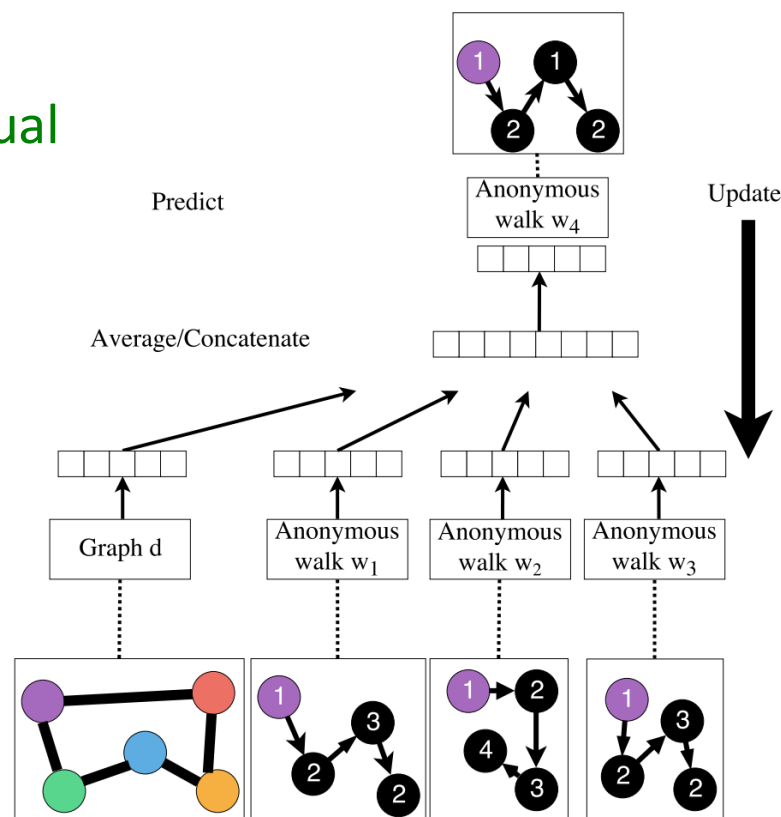 1 1
2 2
ual
Predict
Anonymous
walk w4
Update
Average/Concatenate
Graph d
Anonymous
walk w1
Anonymous
walk w2
Anonymous
walk w3
1 3
2 2
1 2
4 3
1 3
2 2